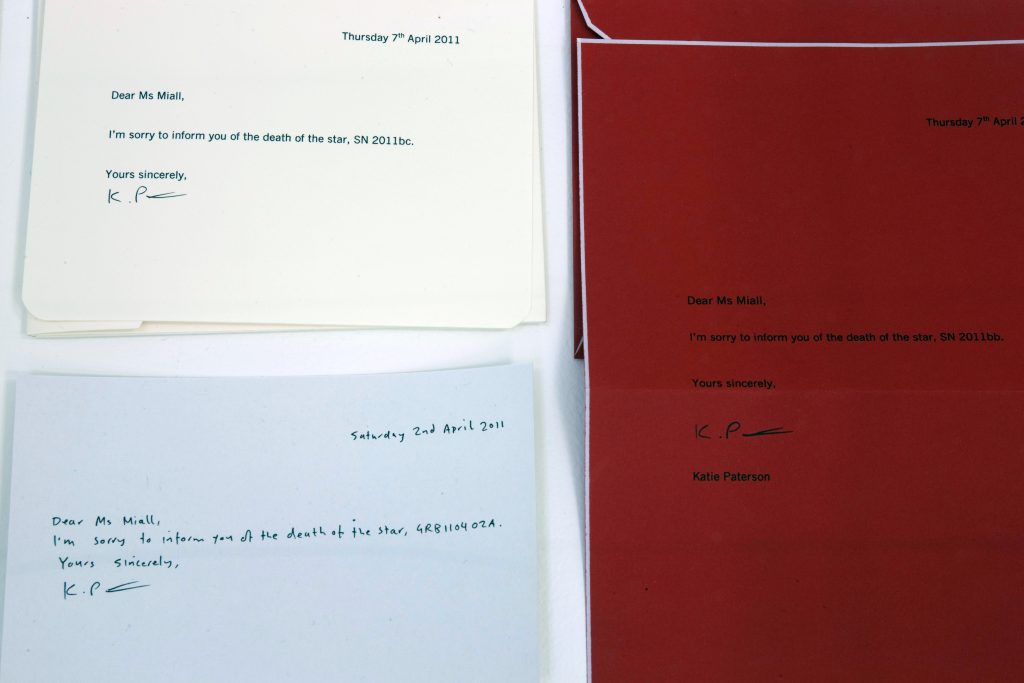 Thursday 7th April 2011
Dear Ms Miall,
I'm sorry to inform you of the death of the star, SN 2011bc.
Yours sincerely,
K.P
Saturday 2nd April 2011
Dear Ms Miall,
I'm sorry to inform you of the death of the star, GRB110402A.
Yours sincerely,
K.P
Thursday 7th April 2
Dear Ms Miall,
I'm sorry to inform you of the death of the star, SN 2011bb.
Yours sincerely,
K.P
Katie Paterson